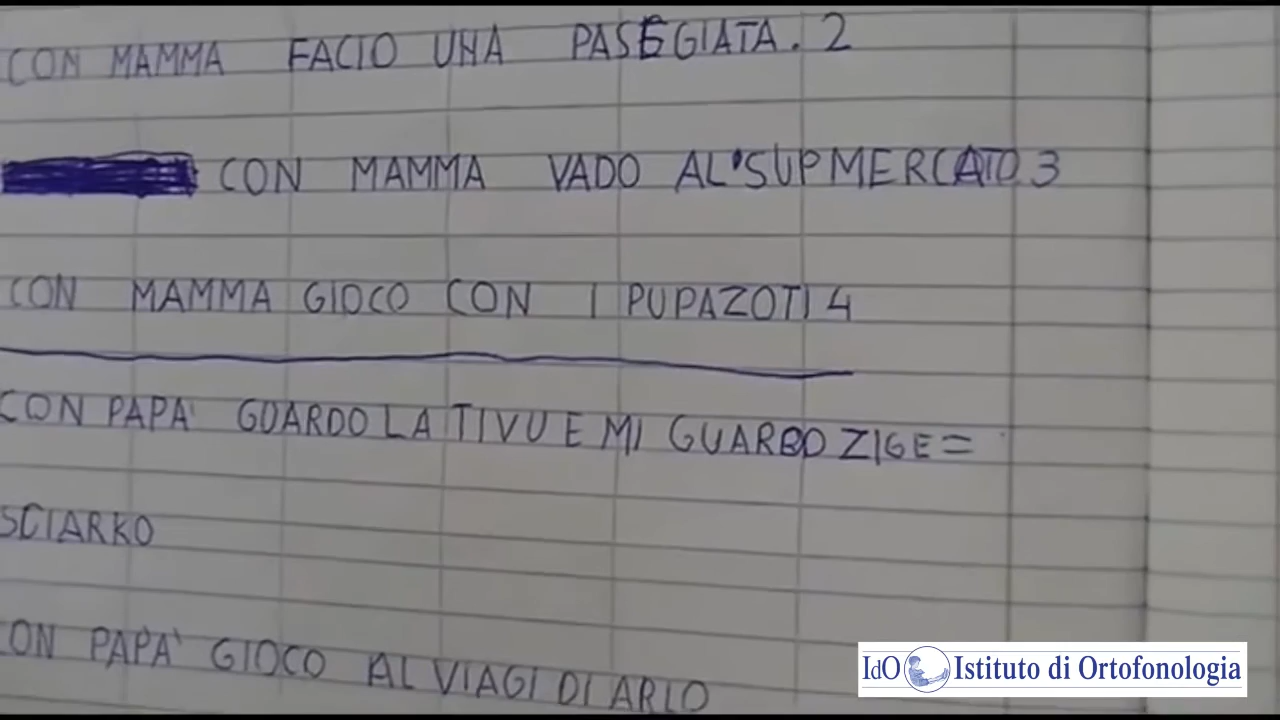 CON MAMMA FACIO UNA PASEGIATA. 2
CON MAMMA VADO AL'SUPMERCATO 3
CON MAMMA GIOCO CON I PUPAZOTI 4
CON PAPA' GUARDO LA TIVU E MI GUARDO ZIGE=
SCIARKO
ON PAPA' GIOCO AL VIAGI DI ARLO
IdO Istituto di Ortofonologia